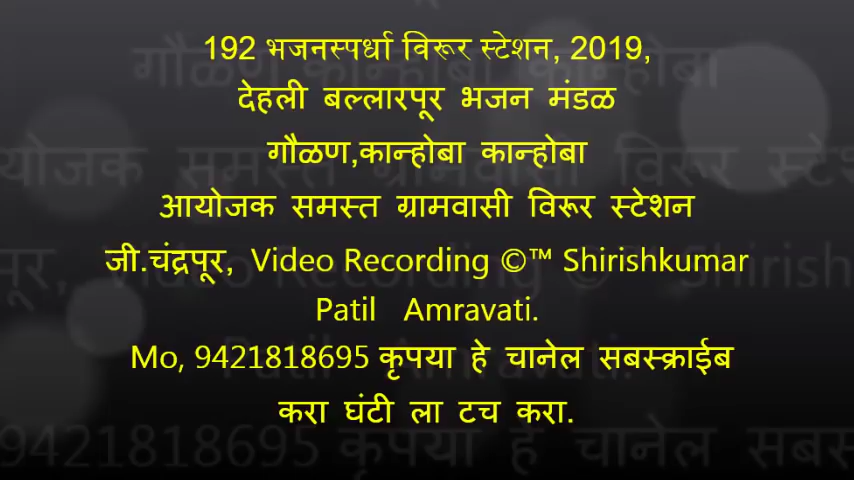 192 भजनस्पर्धा विरूर स्टेशन, 2019,
देहली बल्लारपूर भजन मंडळ
गौळण,कान्होबा कान्होबा
आयोजक समस्त ग्रामवासी विरूर स्टेशन
जी.चंद्रपूर, Video Recording ©™ Shirishkumar
Patil Amravati.
Mo, 9421818695 कृपया हे चानेल सबस्क्राईब
करा घंटी ला टच करा.